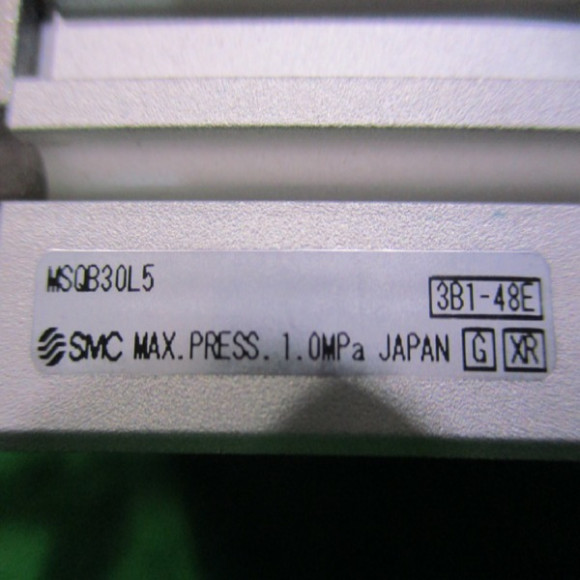 MSQB30L5
3B1-48E
SMC MAX.PRESS. 1.0MPa JAPAN G XR